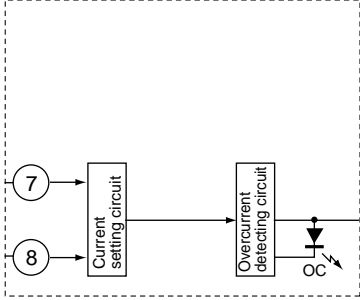 7
8
Current
setting circuit
Overcurrent
detecting circuit
OC